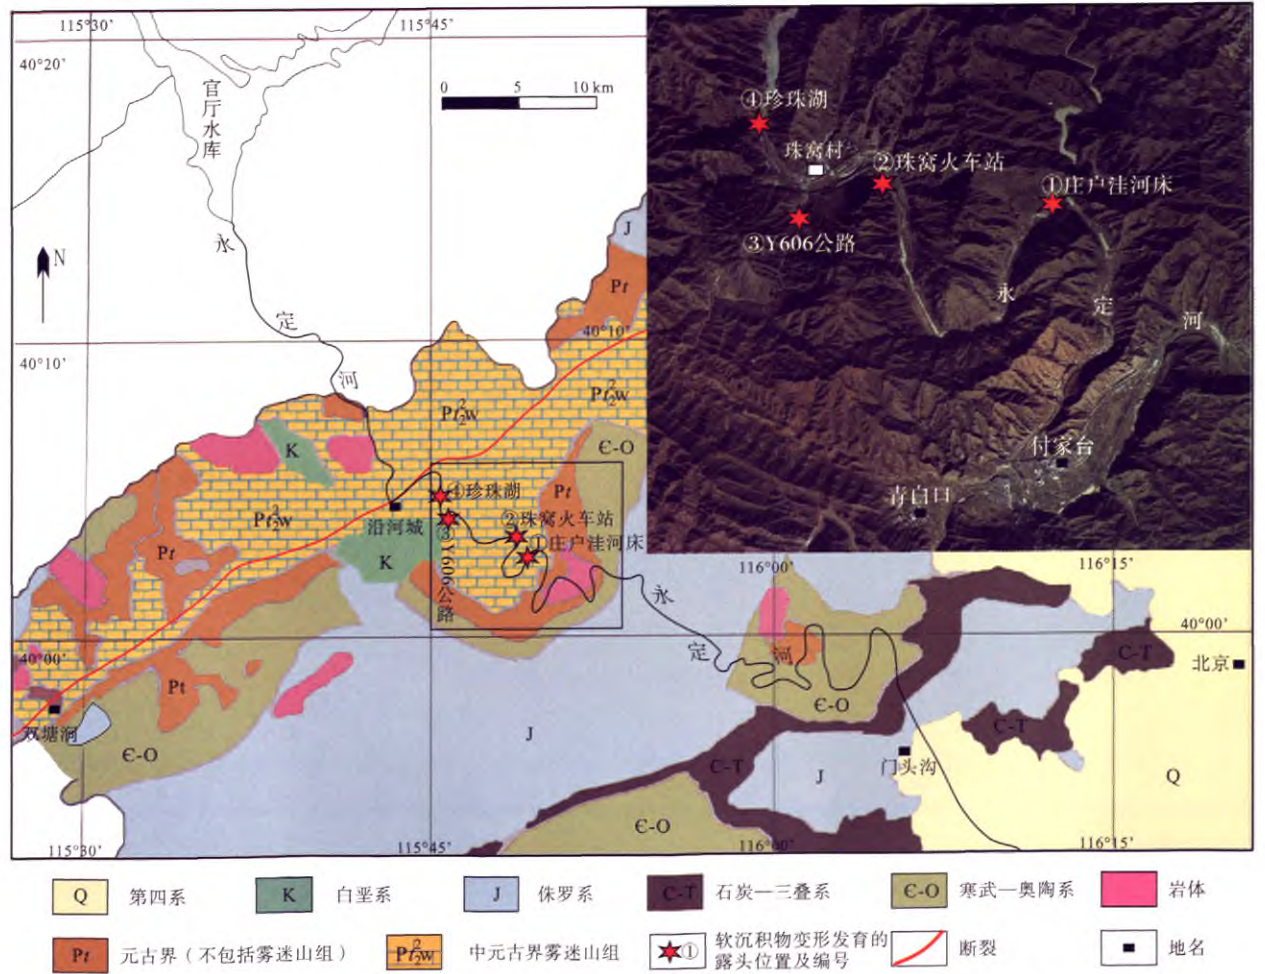 115°30'
115°45'
40°20'
官厅水库
0
5
10 km
N
永
定
河
40°10'
40°10'
J
Pt
Pt₂²w
Pt₂²w
Є-O
K
Pt₂²w
Pt
④珍珠湖
②珠窝火车站
①庄户洼河床
③Y606公路
沿河城
K
Pt
40°00'
Pt
双塘涧
Є-O
J
永
定
河
116°00'
116°15'
40°00'
北京
C-T
C-T
C-T
Є-O
门头沟
J
Q
Є-O
115°30'
115°45'
116°00'
116°15'
④珍珠湖
珠窝村
②珠窝火车站
①庄户洼河床
③Y606公路
永
定
河
付家台
青白口
Q 第四系
K 白垩系
J 侏罗系
C-T 石炭—三叠系
Є-O 寒武—奥陶系
岩体
Pt 元古界（不包括雾迷山组）
Pt₂²w 中元古界雾迷山组
① 软沉积物变形发育的
露头位置及编号
断裂
地名